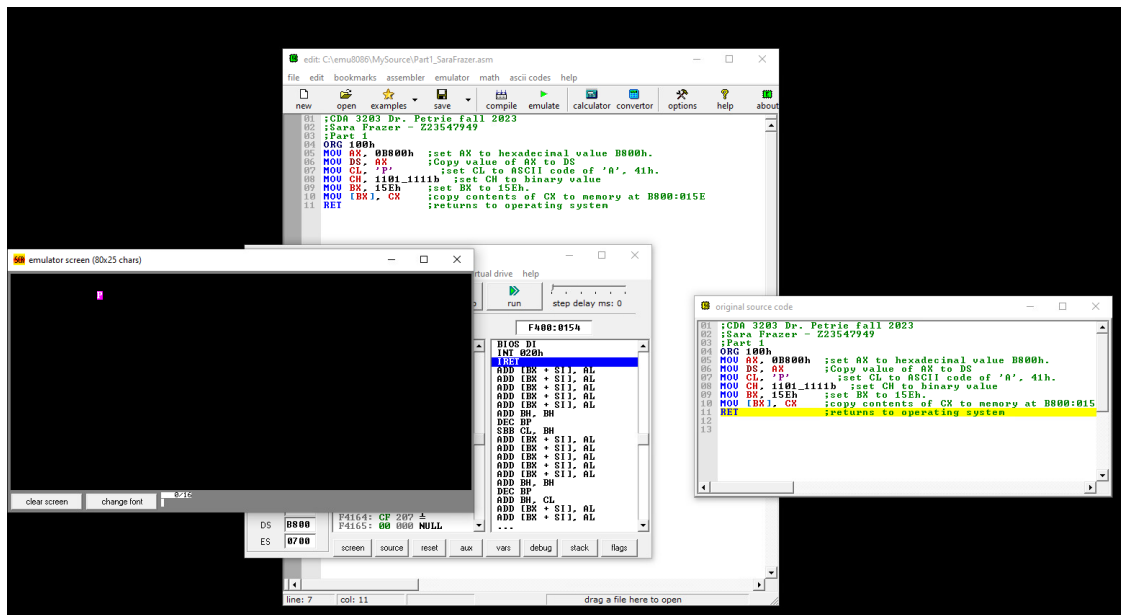 edit: C:\emu8086\MySource\Part1_SaraFrazer.asm
file edit bookmarks assembler emulator math ascii codes help
new open examples save compile emulate calculator convertor options help about
01 ;CDA 3203 Dr. Petrie fall 2023
02 ;Sara Frazer - Z23547949
03 ;Part 1
04 ORG 100h
05 MOV AX, 0B800h ;set AX to hexadecimal value B800h.
06 MOV DS, AX ;Copy value of AX to DS
07 MOV CL, 'P' ;set CL to ASCII code of 'A', 41h.
08 MOV CH, 1101_1111b ;set CH to binary value
09 MOV BX, 15Eh ;set BX to 15Eh.
10 MOV [BX], CX ;copy contents of CX to memory at B800:015E
11 RET ;returns to operating system
line: 7 col: 11 drag a file here to open
emulator screen (80x25 chars)
P
clear screen change font 0/16
rtual drive help
run step delay ms: 0
F400:0154
BIOS DI
INT 020h
IRET
ADD [BX + SI], AL
ADD [BX + SI], AL
ADD [BX + SI], AL
ADD [BX + SI], AL
ADD [BX + SI], AL
ADD BH, BH
DEC BP
SBB CL, BH
ADD [BX + SI], AL
ADD [BX + SI], AL
ADD [BX + SI], AL
ADD [BX + SI], AL
ADD BH, BH
DEC BP
ADD BH, CL
ADD [BX + SI], AL
ADD [BX + SI], AL
...
F4164: CF 207 ╧
F4165: 00 000 NULL
DS B800
ES 0700
screen source reset aux vars debug stack flags
original source code
01 ;CDA 3203 Dr. Petrie fall 2023
02 ;Sara Frazer - Z23547949
03 ;Part 1
04 ORG 100h
05 MOV AX, 0B800h ;set AX to hexadecimal value B800h.
06 MOV DS, AX ;Copy value of AX to DS
07 MOV CL, 'P' ;set CL to ASCII code of 'A', 41h.
08 MOV CH, 1101_1111b ;set CH to binary value
09 MOV BX, 15Eh ;set BX to 15Eh.
10 MOV [BX], CX ;copy contents of CX to memory at B800:015
11 RET ;returns to operating system
12
13